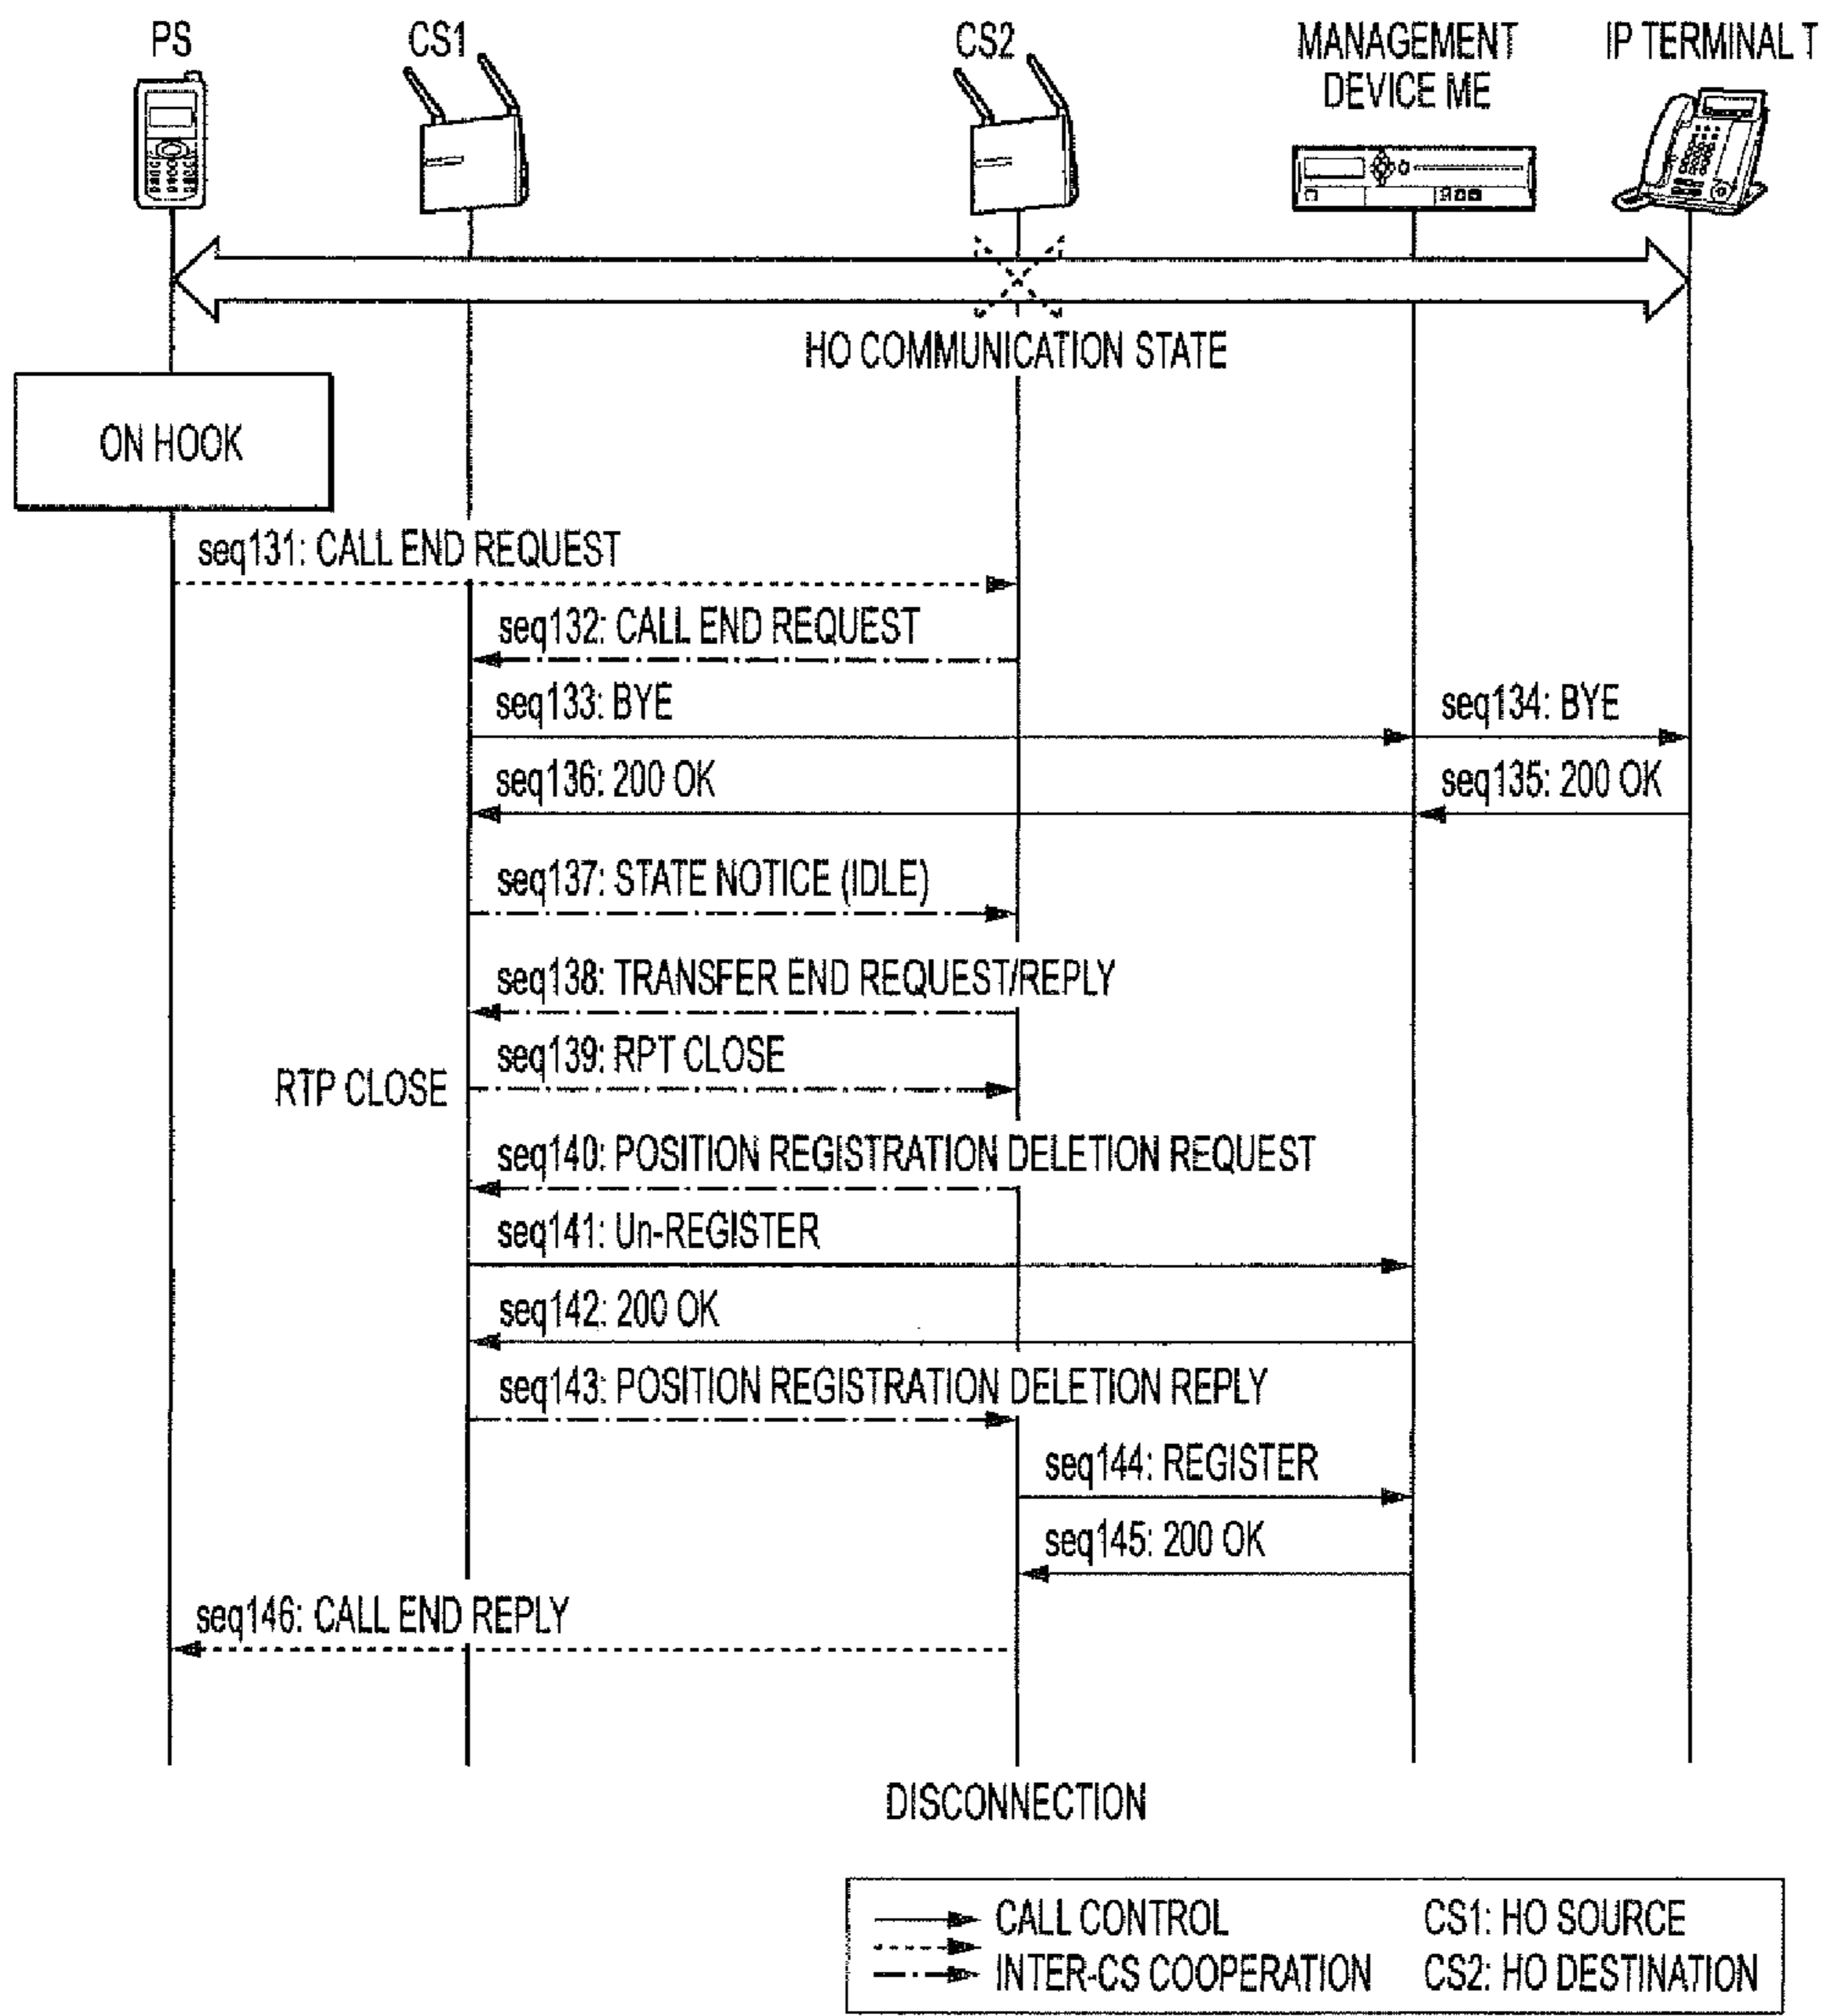 PS
CS1
CS2
MANAGEMENT
DEVICE ME
IP TERMINAL T
HO COMMUNICATION STATE
ON HOOK
seq131: CALL END REQUEST
seq132: CALL END REQUEST
seq133: BYE
seq134: BYE
seq136: 200 OK
seq135: 200 OK
seq137: STATE NOTICE (IDLE)
seq138: TRANSFER END REQUEST/REPLY
seq139: RPT CLOSE
RTP CLOSE
seq140: POSITION REGISTRATION DELETION REQUEST
seq141: Un-REGISTER
seq142: 200 OK
seq143: POSITION REGISTRATION DELETION REPLY
seq144: REGISTER
seq145: 200 OK
seq146: CALL END REPLY
DISCONNECTION
CALL CONTROL
CS1: HO SOURCE
INTER-CS COOPERATION
CS2: HO DESTINATION